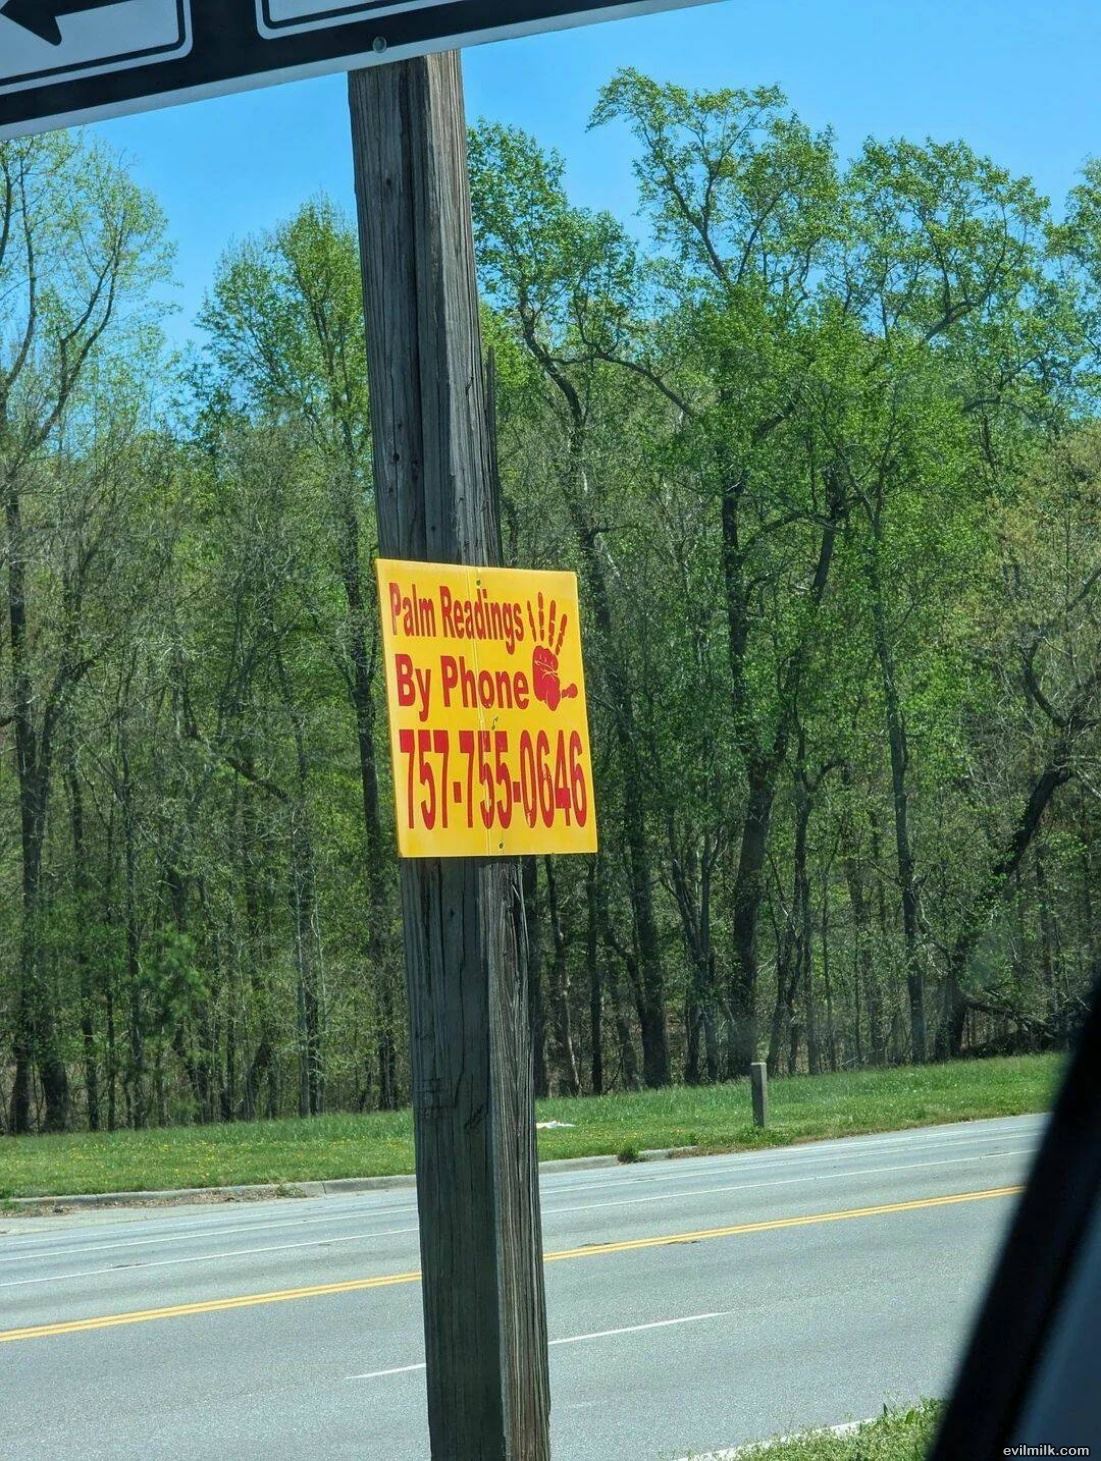 Palm Readings
By Phone
757-755-0646
evilmilk.com